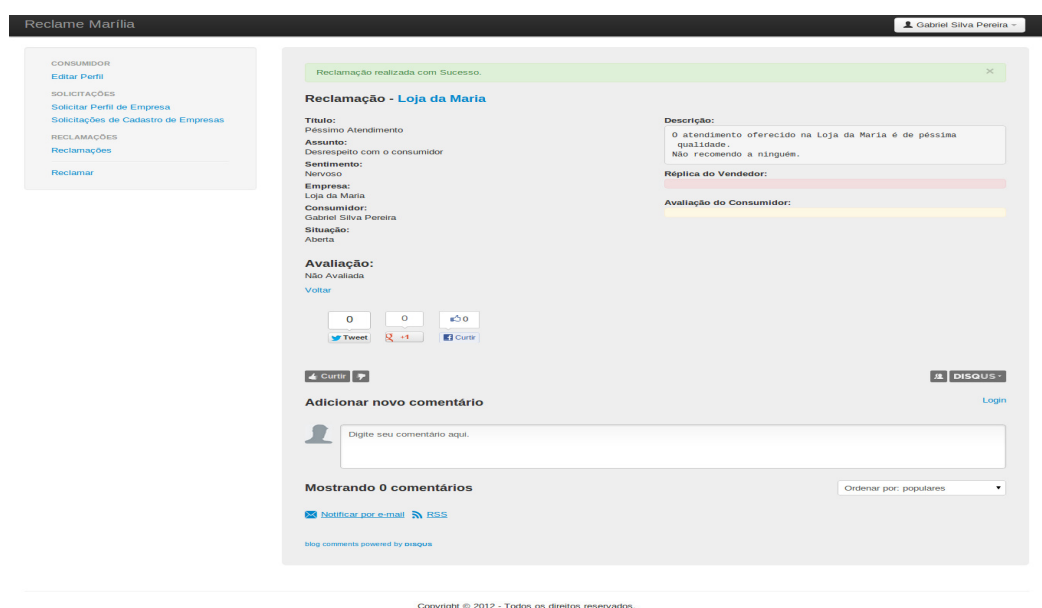 Reclame Marília
Gabriel Silva Pereira
CONSUMIDOR
Editar Perfil
SOLICITAÇÕES
Solicitar Perfil de Empresa
Solicitações de Cadastro de Empresas
RECLAMAÇÕES
Reclamações
Reclamar
Reclamação realizada com Sucesso.
×
Reclamação - Loja da Maria
Título:
Péssimo Atendimento
Assunto:
Desrespeito com o consumidor
Sentimento:
Nervoso
Empresa:
Loja da Maria
Consumidor:
Gabriel Silva Pereira
Situação:
Aberta
Avaliação:
Não Avaliada
Voltar
Descrição:
O atendimento oferecido na Loja da Maria é de péssima
qualidade.
Não recomendo a ninguém.
Réplica do Vendedor:
Avaliação do Consumidor:
0 0 0
Tweet +1 Curtir
Curtir DISQUS
Adicionar novo comentário Login
Digite seu comentário aqui.
Mostrando 0 comentários Ordenar por: populares
Notificar por e-mail RSS
blog comments powered by DISQUS
Copyright © 2012 - Todos os direitos reservados.